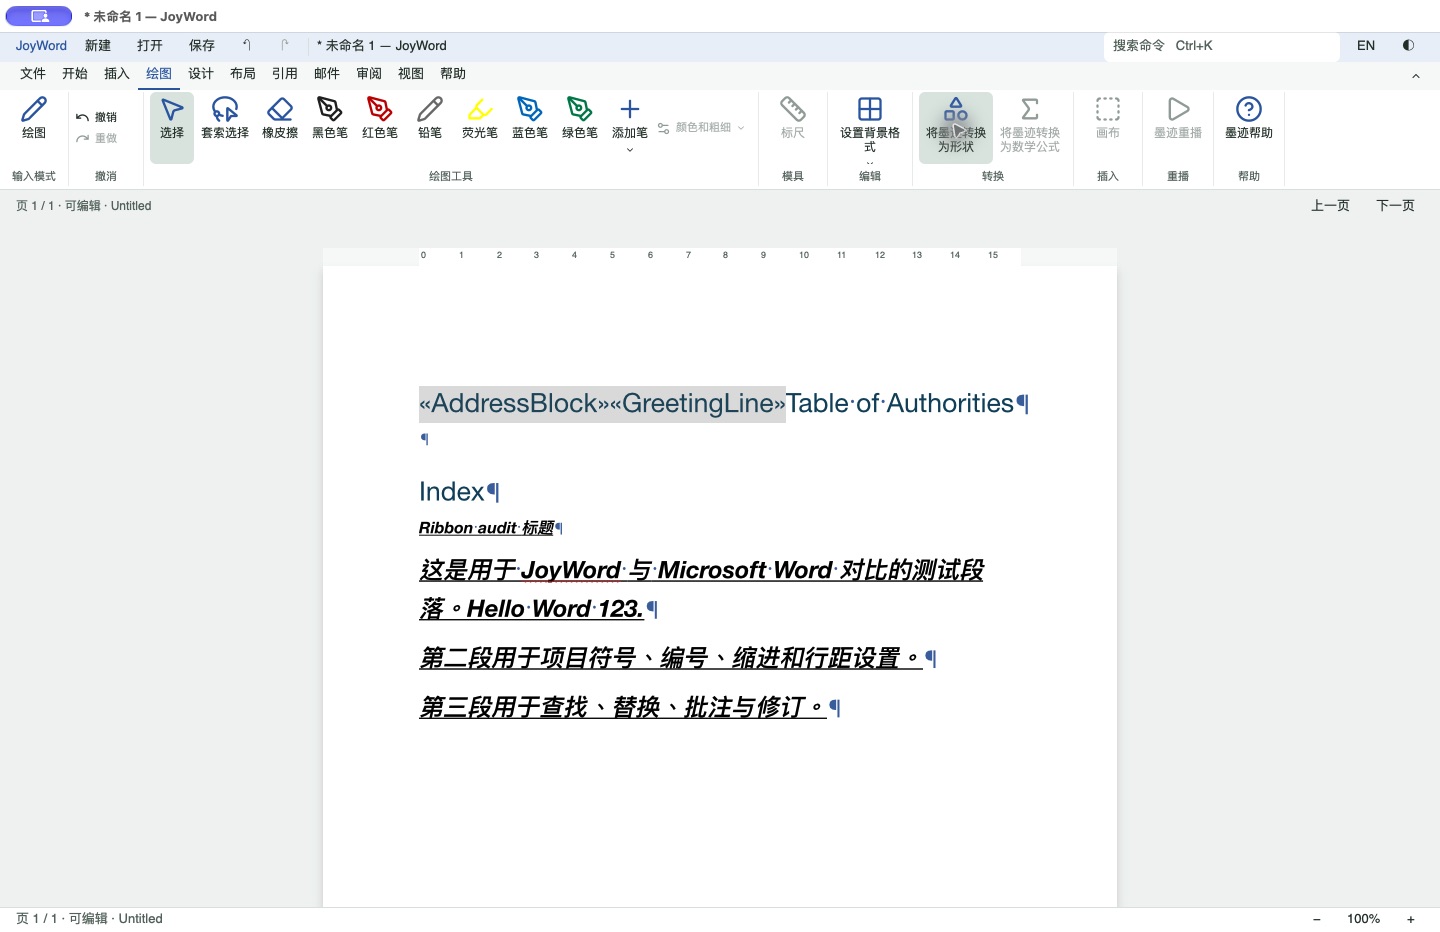 * 未命名 1 — JoyWord
JoyWord 新建 打开 保存 * 未命名 1 — JoyWord 搜索命令 Ctrl+K EN
文件 开始 插入 绘图 设计 布局 引用 邮件 审阅 视图 帮助
绘图 撤销 重做 选择 套索选择 橡皮擦 黑色笔 红色笔 铅笔 荧光笔 蓝色笔 绿色笔 添加笔 颜色和粗细 标尺 设置背景格式 将墨迹转换为形状 将墨迹转换为数学公式 画布 墨迹重播 墨迹帮助
输入模式 撤消 绘图工具 模具 编辑 转换 插入 重播 帮助
页 1 / 1 · 可编辑 · Untitled 上一页 下一页
0 1 2 3 4 5 6 7 8 9 10 11 12 13 14 15
«AddressBlock»«GreetingLine»Table·of·Authorities¶
¶
Index¶
Ribbon·audit·标题¶
这是用于·JoyWord·与·Microsoft·Word·对比的测试段
落。Hello·Word·123.¶
第二段用于项目符号、编号、缩进和行距设置。¶
第三段用于查找、替换、批注与修订。¶
页 1 / 1 · 可编辑 · Untitled − 100% +